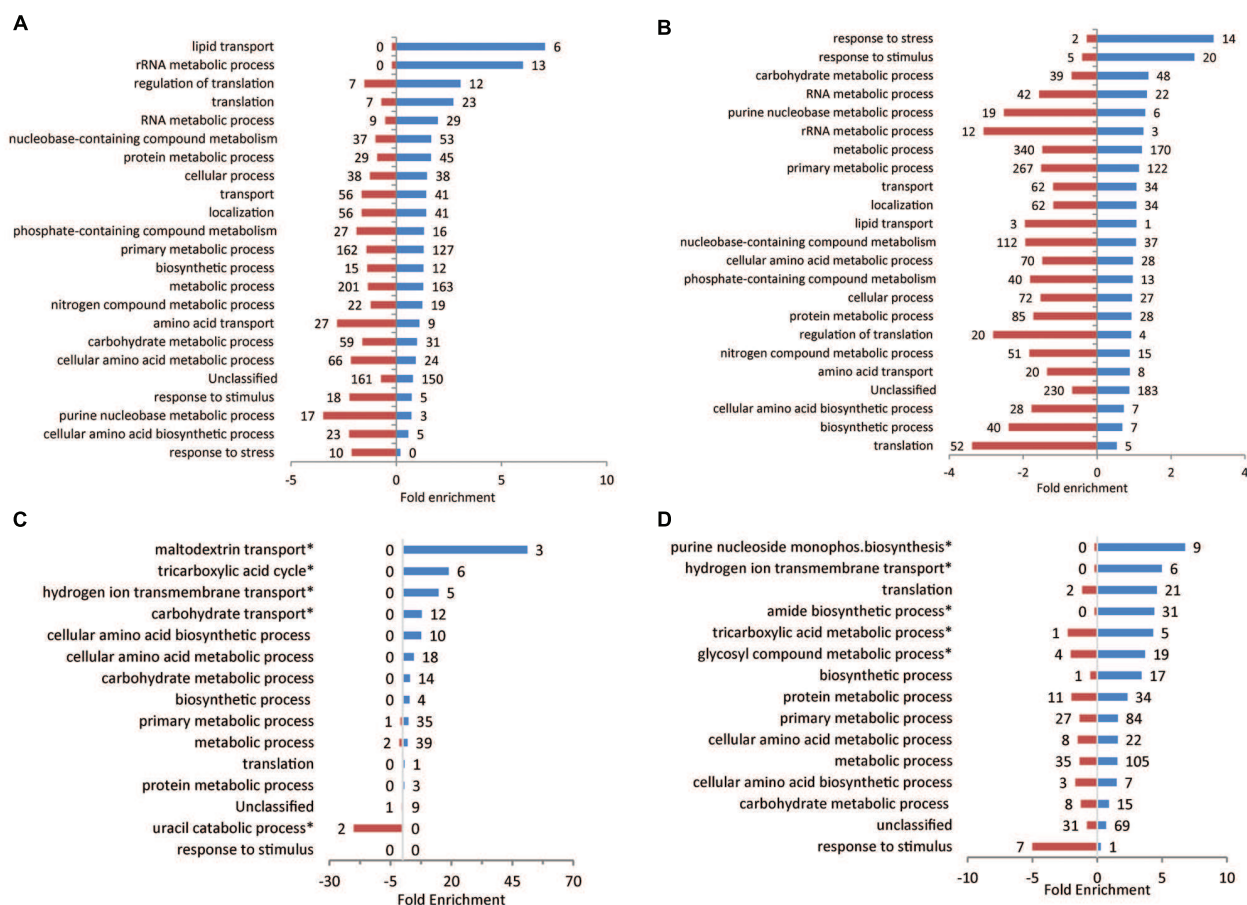 A
lipid transport 0 6
rRNA metabolic process 0 13
regulation of translation 7 12
translation 7 23
RNA metabolic process 9 29
nucleobase-containing compound metabolism 37 53
protein metabolic process 29 45
cellular process 38 38
transport 56 41
localization 56 41
phosphate-containing compound metabolism 27 16
primary metabolic process 162 127
biosynthetic process 15 12
metabolic process 201 163
nitrogen compound metabolic process 22 19
amino acid transport 27 9
carbohydrate metabolic process 59 31
cellular amino acid metabolic process 66 24
Unclassified 161 150
response to stimulus 18 5
purine nucleobase metabolic process 17 3
cellular amino acid biosynthetic process 23 5
response to stress 10 0
-5 0 5 10
Fold enrichment
B
response to stress 2 14
response to stimulus 5 20
carbohydrate metabolic process 39 48
RNA metabolic process 42 22
purine nucleobase metabolic process 19 6
rRNA metabolic process 12 3
metabolic process 340 170
primary metabolic process 267 122
transport 62 34
localization 62 34
lipid transport 3 1
nucleobase-containing compound metabolism 112 37
cellular amino acid metabolic process 70 28
phosphate-containing compound metabolism 40 13
cellular process 72 27
protein metabolic process 85 28
regulation of translation 20 4
nitrogen compound metabolic process 51 15
amino acid transport 20 8
Unclassified 230 183
cellular amino acid biosynthetic process 28 7
biosynthetic process 40 7
translation 52 5
-4 -2 0 2 4
Fold enrichment
C
maltodextrin transport* 0 3
tricarboxylic acid cycle* 0 6
hydrogen ion transmembrane transport* 0 5
carbohydrate transport* 0 12
cellular amino acid biosynthetic process 0 10
cellular amino acid metabolic process 0 18
carbohydrate metabolic process 0 14
biosynthetic process 0 4
primary metabolic process 1 35
metabolic process 2 39
translation 0 1
protein metabolic process 0 3
Unclassified 1 9
uracil catabolic process* 2 0
response to stimulus 0 0
-30 -5 20 45 70
Fold Enrichment
D
purine nucleoside monophos.biosynthesis* 0 9
hydrogen ion transmembrane transport* 0 6
translation 2 21
amide biosynthetic process* 0 31
tricarboxylic acid metabolic process* 1 5
glycosyl compound metabolic process* 4 19
biosynthetic process 1 17
protein metabolic process 11 34
primary metabolic process 27 84
cellular amino acid metabolic process 8 22
metabolic process 35 105
cellular amino acid biosynthetic process 3 7
carbohydrate metabolic process 8 15
unclassified 31 69
response to stimulus 7 1
-10 -5 0 5 10
Fold Enrichment